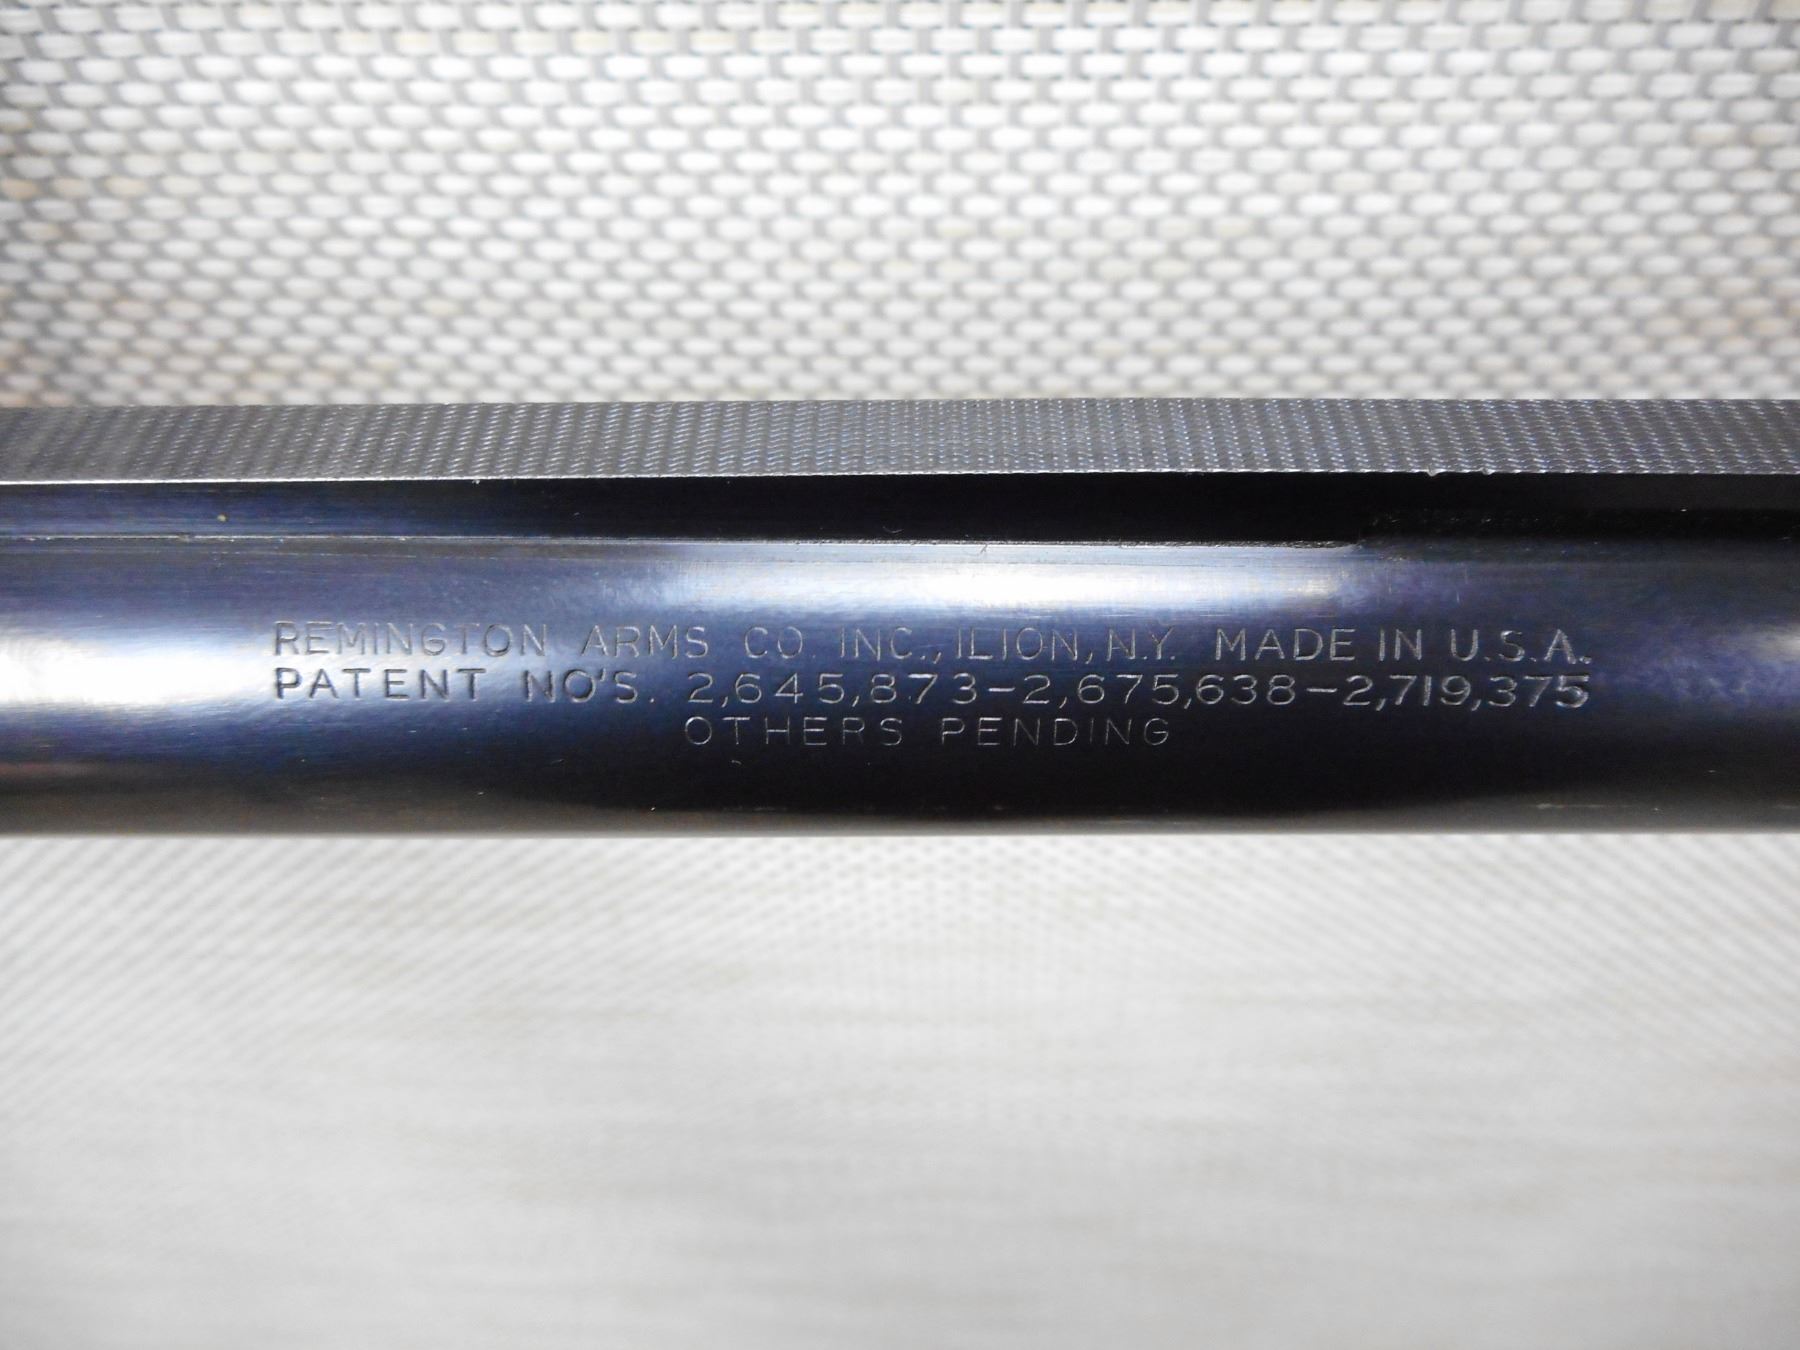 REMINGTON ARMS CO. INC., ILION, N.Y. MADE IN U.S.A.
PATENT NO'S. 2,645,873-2,675,638-2,719,375
OTHERS PENDING